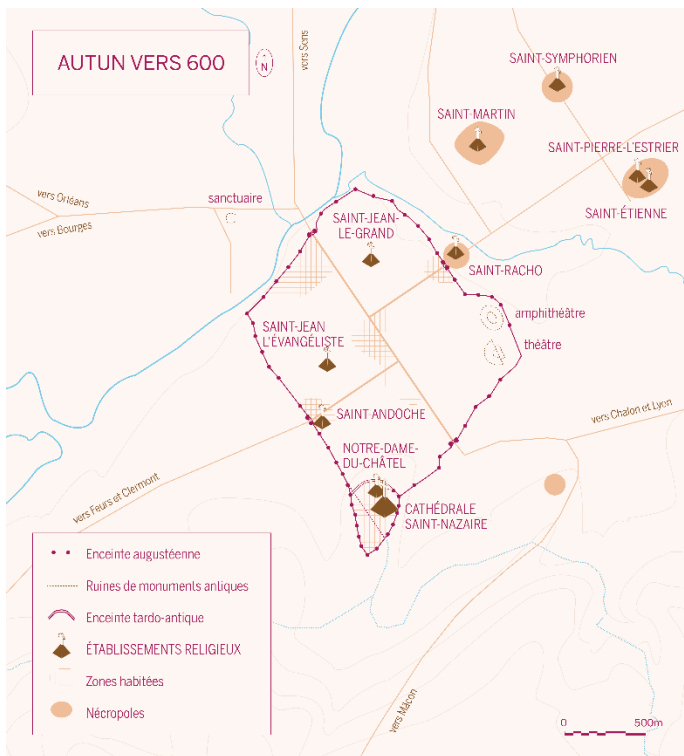 AUTUN VERS 600
N
vers Sens
SAINT-SYMPHORIEN
SAINT-MARTIN
SAINT-PIERRE-L'ESTRIER
SAINT-ÉTIENNE
vers Orléans
vers Bourges
sanctuaire
SAINT-JEAN-
LE-GRAND
SAINT-RACHO
amphithéâtre
théâtre
SAINT-JEAN
L'ÉVANGÉLISTE
SAINT ANDOCHE
vers Chalon et Lyon
NOTRE-DAME-
DU-CHÂTEL
vers Feurs et Clermont
CATHÉDRALE
SAINT-NAZAIRE
Enceinte augustéenne
Ruines de monuments antiques
Enceinte tardo-antique
ÉTABLISSEMENTS RELIGIEUX
Zones habitées
Nécropoles
vers Mâcon
0 500m